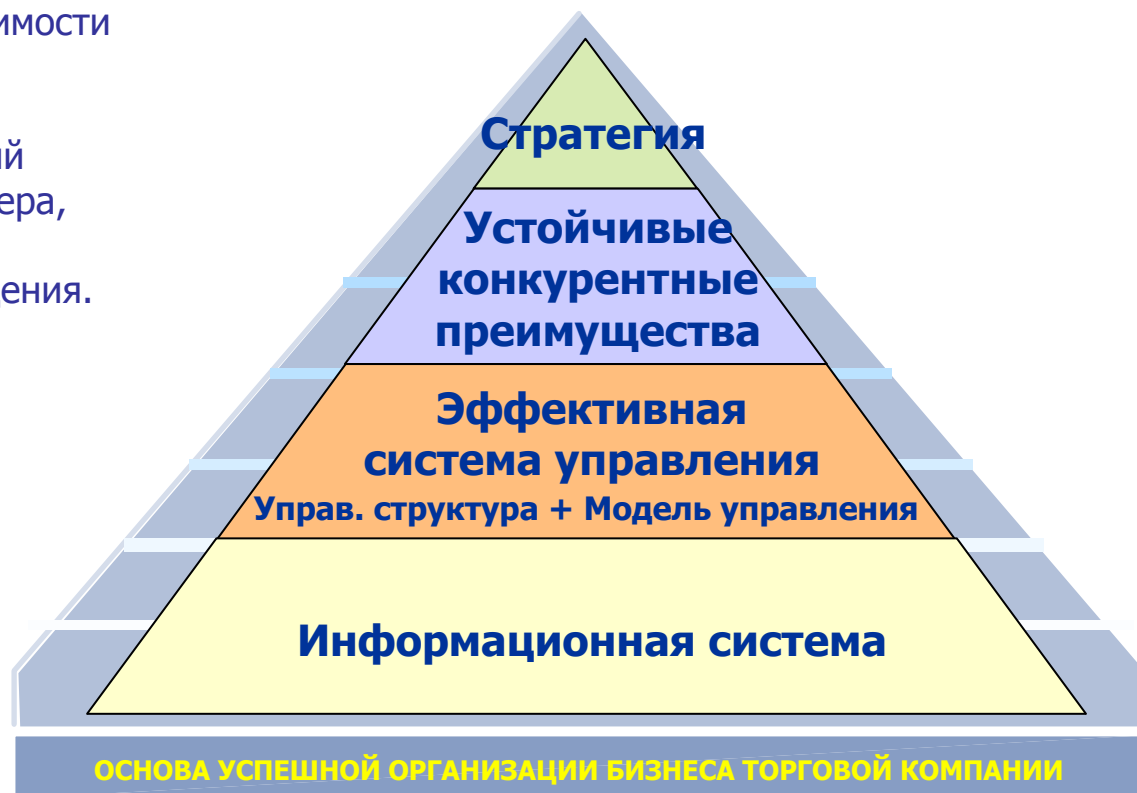 имости
ий
ера,
дения.
Стратегия
Устойчивые
конкурентные
преимущества
Эффективная
система управления
Управ. структура + Модель управления
Информационная система
ОСНОВА УСПЕШНОЙ ОРГАНИЗАЦИИ БИЗНЕСА ТОРГОВОЙ КОМПАНИИ